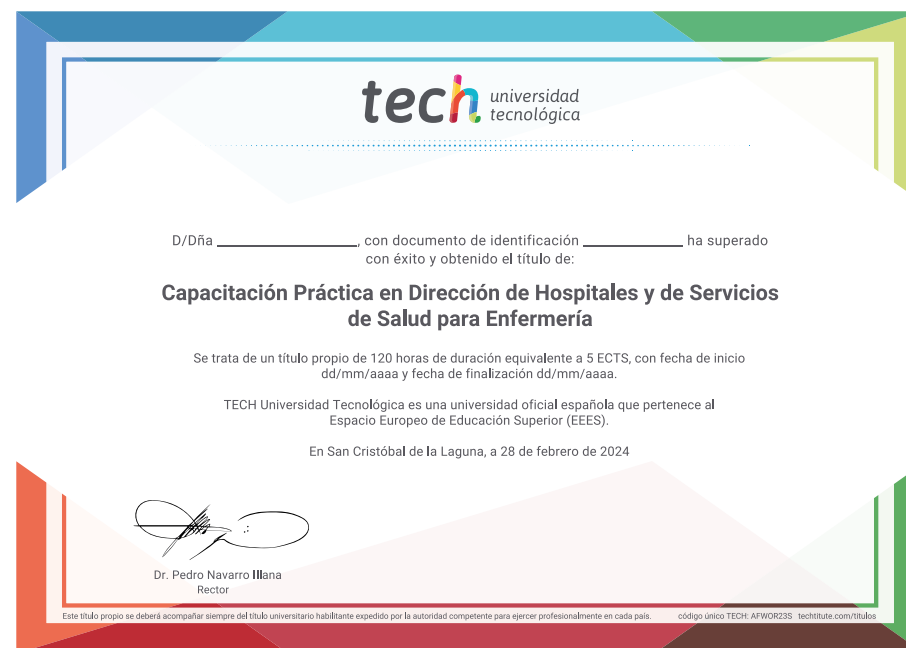 tech universidad
tecnológica
D/Dña ____________________, con documento de identificación ______________ ha superado
con éxito y obtenido el título de:
Capacitación Práctica en Dirección de Hospitales y de Servicios
de Salud para Enfermería
Se trata de un título propio de 120 horas de duración equivalente a 5 ECTS, con fecha de inicio
dd/mm/aaaa y fecha de finalización dd/mm/aaaa.
TECH Universidad Tecnológica es una universidad oficial española que pertenece al
Espacio Europeo de Educación Superior (EEES).
En San Cristóbal de la Laguna, a 28 de febrero de 2024
Dr. Pedro Navarro Illana
Rector
Este título propio se deberá acompañar siempre del título universitario habilitante expedido por la autoridad competente para ejercer profesionalmente en cada país. código único TECH: AFWOR23S techtitute.com/titulos